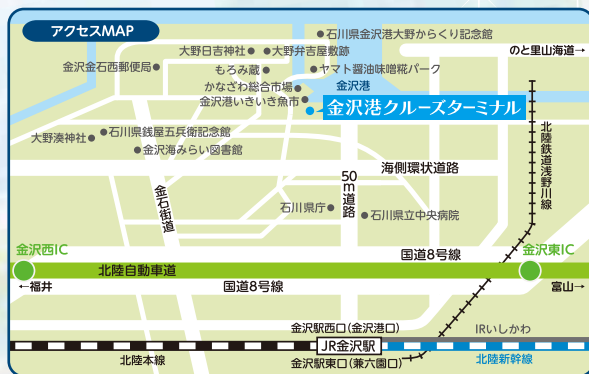 アクセスMAP
石川県金沢港大野からくり記念館
大野日吉神社
大野弁吉屋敷跡
のと里山海道→
金沢金石西郵便局
もろみ蔵
ヤマト醤油味噌糀パーク
かなざわ総合市場
金沢港
金沢港いきいき魚市
金沢港クルーズターミナル
大野湊神社
石川県銭屋五兵衛記念館
金沢海みらい図書館
北陸鉄道浅野川線
海側環状道路
金石街道
50m道路
石川県庁
石川県立中央病院
金沢西IC
国道8号線
金沢東IC
北陸自動車道
←福井
国道8号線
富山→
金沢駅西口(金沢港口)
IRいしかわ
JR金沢駅
北陸本線
金沢駅東口(兼六園口)
北陸新幹線